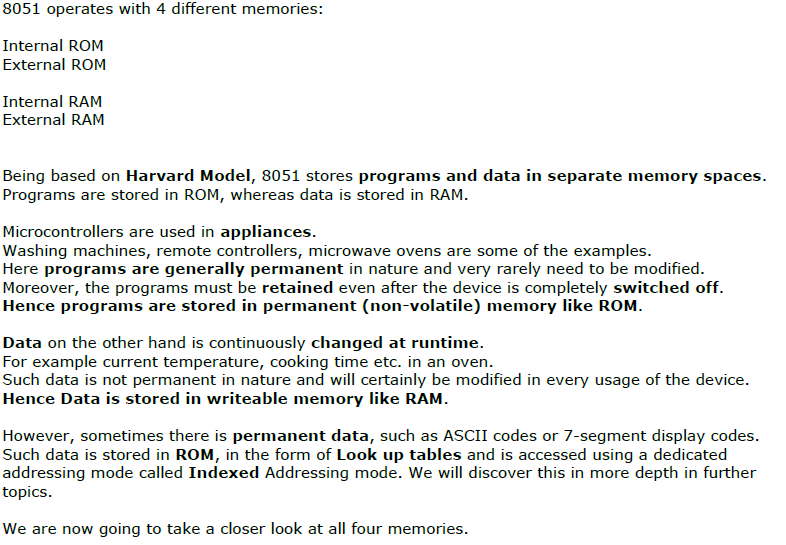 8051 operates with 4 different memories:
Internal ROM
External ROM
Internal RAM
External RAM
Being based on Harvard Model, 8051 stores programs and data in separate memory spaces.
Programs are stored in ROM, whereas data is stored in RAM.
Microcontrollers are used in appliances.
Washing machines, remote controllers, microwave ovens are some of the examples.
Here programs are generally permanent in nature and very rarely need to be modified.
Moreover, the programs must be retained even after the device is completely switched off.
Hence programs are stored in permanent (non-volatile) memory like ROM.
Data on the other hand is continuously changed at runtime.
For example current temperature, cooking time etc. in an oven.
Such data is not permanent in nature and will certainly be modified in every usage of the device.
Hence Data is stored in writeable memory like RAM.
However, sometimes there is permanent data, such as ASCII codes or 7-segment display codes.
Such data is stored in ROM, in the form of Look up tables and is accessed using a dedicated
addressing mode called Indexed Addressing mode. We will discover this in more depth in further
topics.
We are now going to take a closer look at all four memories.